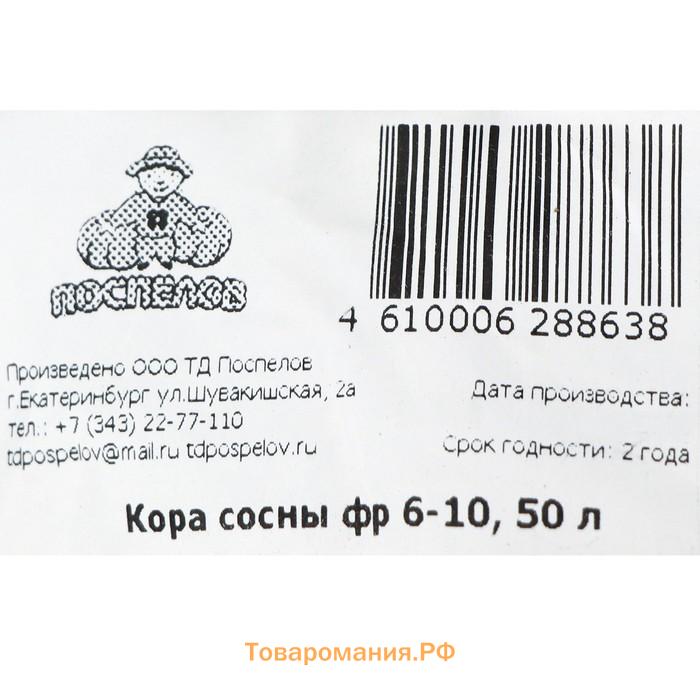 ПОСПЕЛОВ
4 610006 288638
Произведено ООО ТД Поспелов
г.Екатеринбург ул.Шувакишская, 2а
тел.: +7 (343) 22-77-110
tdpospelov@mail.ru tdpospelov.ru
Дата производства:
Срок годности: 2 года
Кора сосны фр 6-10, 50 л
Товаромания.РФ